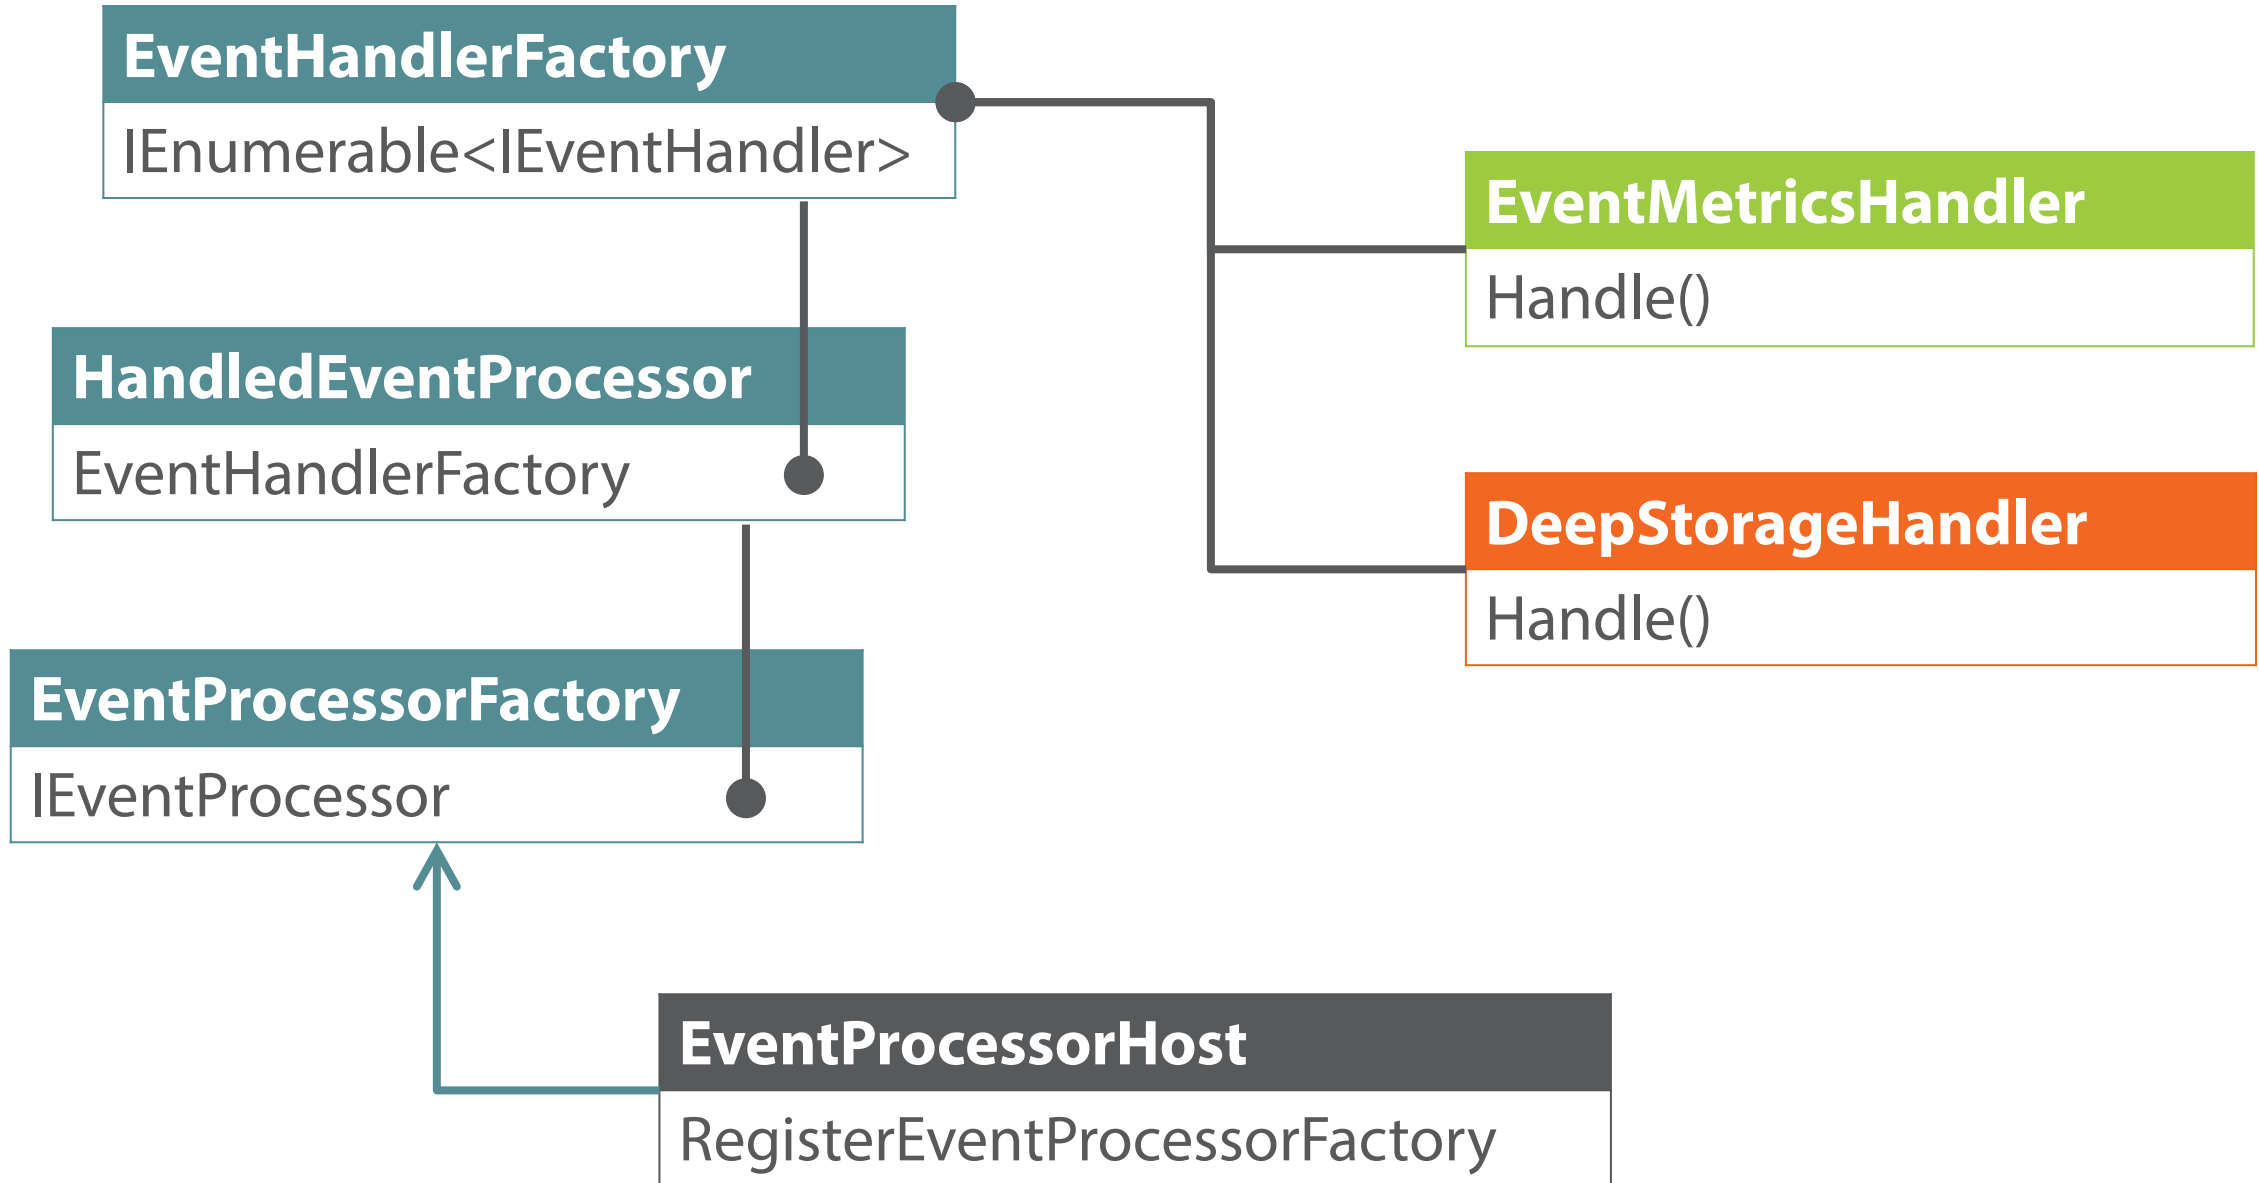 EventHandlerFactory
IEnumerable<IEventHandler>
EventMetricsHandler
Handle()
HandledEventProcessor
EventHandlerFactory
DeepStorageHandler
Handle()
EventProcessorFactory
IEventProcessor
EventProcessorHost
RegisterEventProcessorFactory